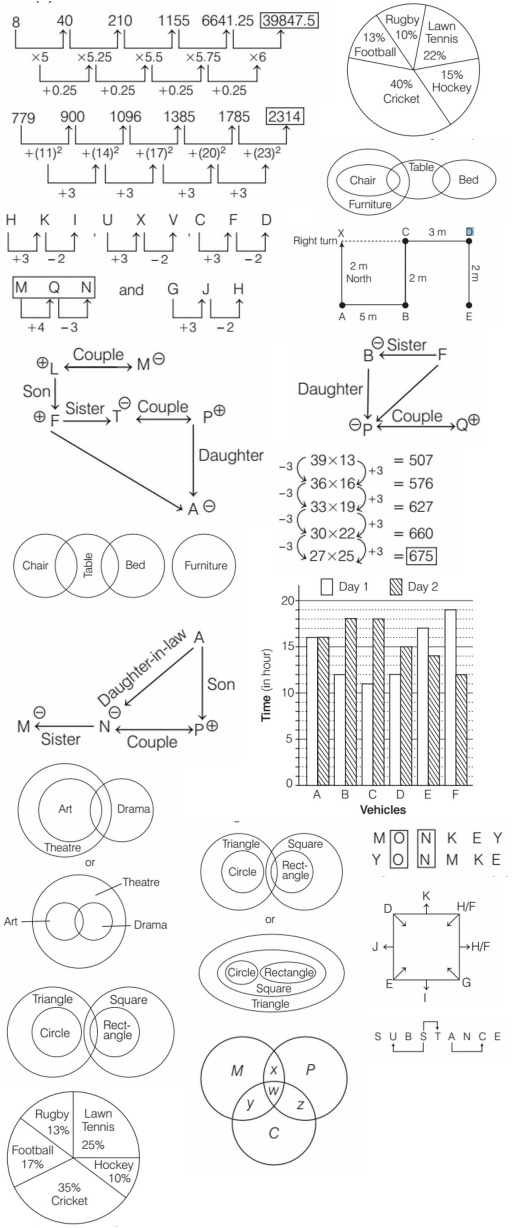 8 40 210 1155 6641.25 39847.5
×5 ×5.25 ×5.5 ×5.75 ×6
+0.25 +0.25 +0.25 +0.25
Rugby 10%
Lawn Tennis 22%
13% Football
15% Hockey
40% Cricket
779 900 1096 1385 1785 2314
+(11)² +(14)² +(17)² +(20)² +(23)²
+3 +3 +3 +3
Chair Table Bed
Furniture
H K I , U X V , C F D
+3 −2 +3 −2 +3 −2
Right turn X C 3 m D
2 m North 2 m 2 m
A 5 m B E
M Q N and G J H
+4 −3 +3 −2
⊕L Couple M⊖
Son
⊕F Sister T⊖ Couple P⊕
Daughter
A⊖
B⊖ Sister F
Daughter
⊖P Couple Q⊕
39×13 = 507
−3 +3
36×16 = 576
−3 +3
33×19 = 627
−3 +3
30×22 = 660
−3 +3
27×25 = 675
Chair Table Bed Furniture
Day 1 Day 2
Time (in hour)
20
15
10
5
0
A B C D E F
Vehicles
A
Daughter-in-law
Son
M⊖ N⊖ P⊕
Sister Couple
Art Drama
Theatre
or
Theatre
Art
Drama
Triangle Square
Circle Rect-
angle
or
Circle Rectangle
Square
Triangle
M O N K E Y
Y O N M K E
K
D H/F
J H/F
E G
I
S U B S T A N C E
Triangle Square
Circle Rect-
angle
M x P
w
y z
C
Rugby 13%
Lawn Tennis 25%
Football 17%
Hockey 10%
35% Cricket